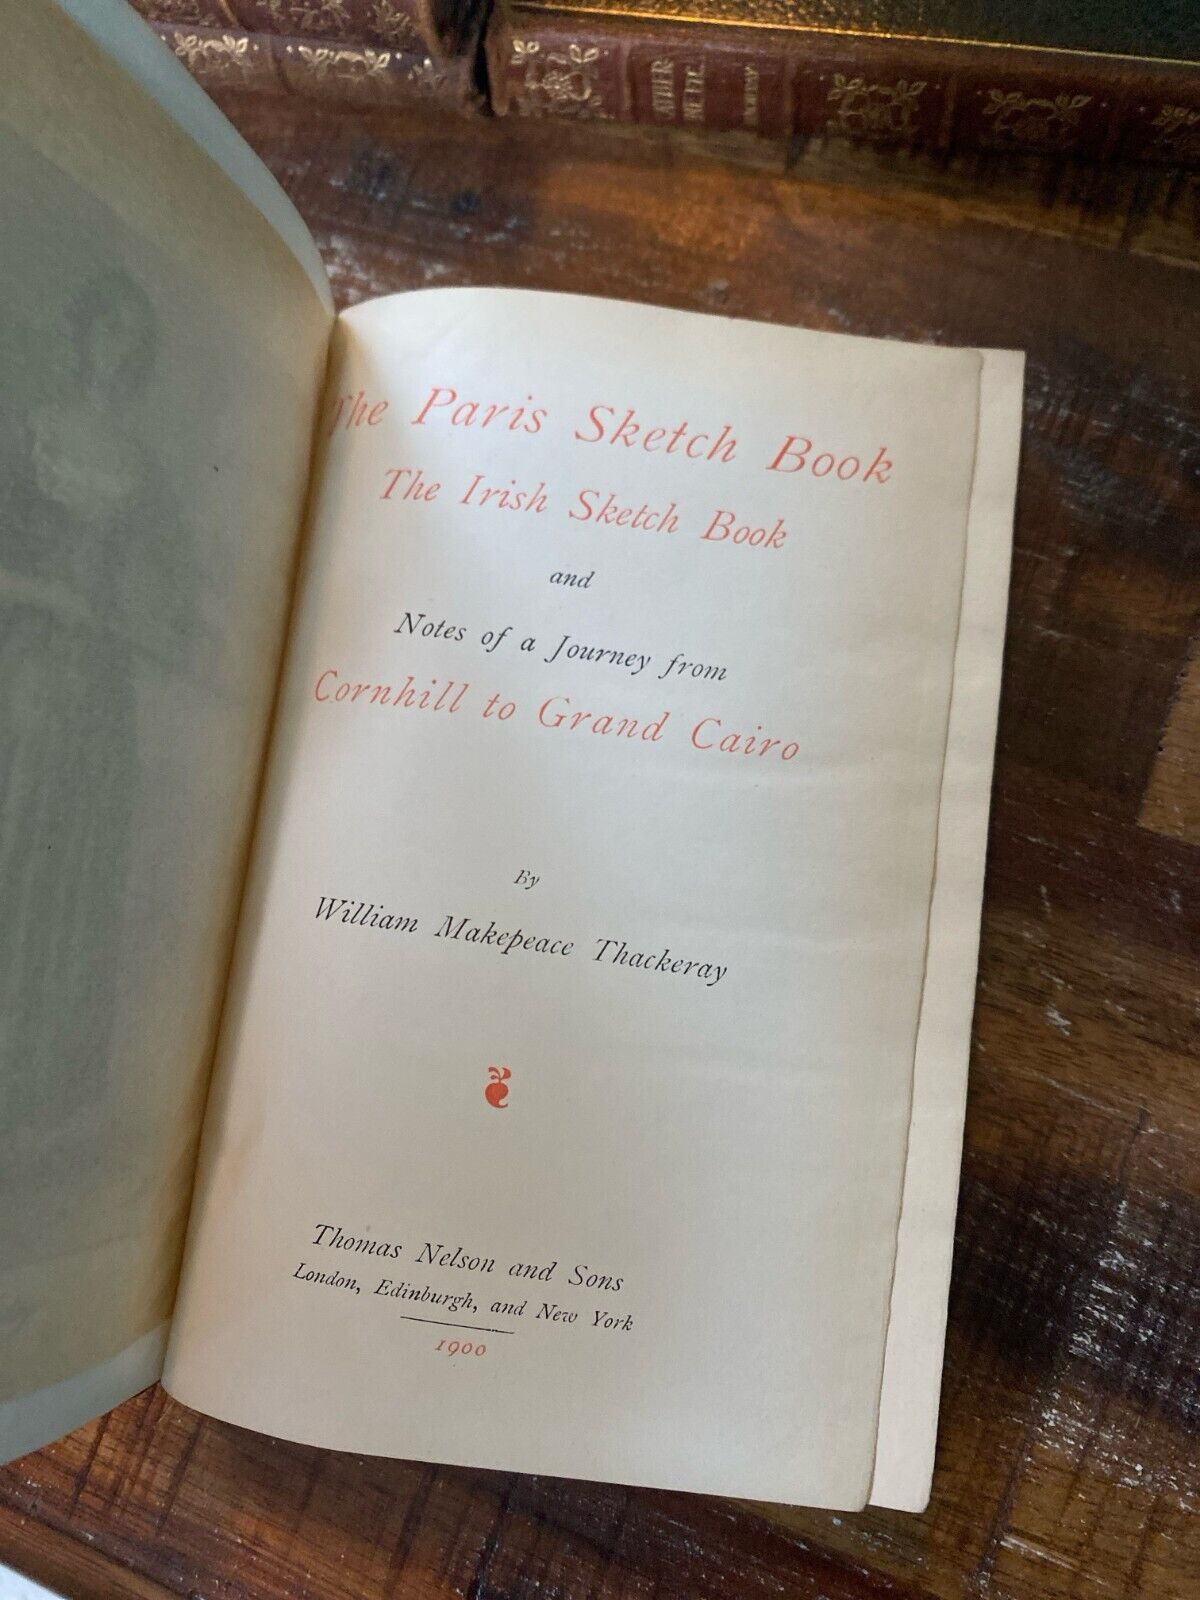 The Paris Sketch Book
The Irish Sketch Book
and
Notes of a Journey from
Cornhill to Grand Cairo
By
William Makepeace Thackeray
Thomas Nelson and Sons
London, Edinburgh, and New York
1900